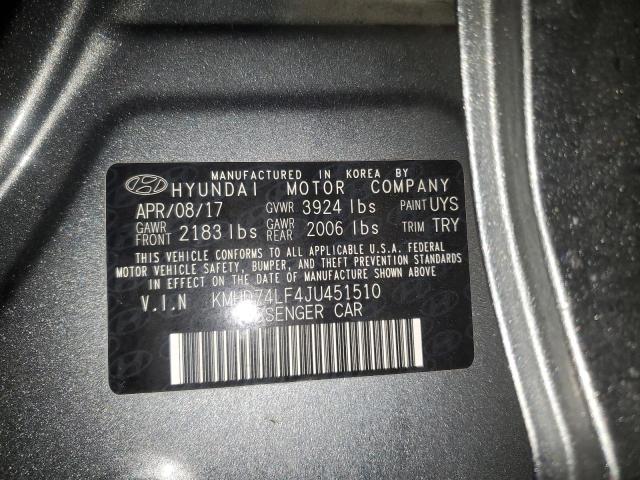 MANUFACTURED IN KOREA BY
HYUNDAI MOTOR COMPANY
APR/08/17 GVWR 3924 lbs PAINT UYS
GAWR FRONT 2183 lbs GAWR REAR 2006 lbs TRIM TRY
THIS VEHICLE CONFORMS TO ALL APPLICABLE U.S.A. FEDERAL
MOTOR VEHICLE SAFETY, BUMPER, AND THEFT PREVENTION STANDARDS
IN EFFECT ON THE DATE OF MANUFACTURE SHOWN ABOVE.
V.I.N KMHD74LF4JU451510
CAR